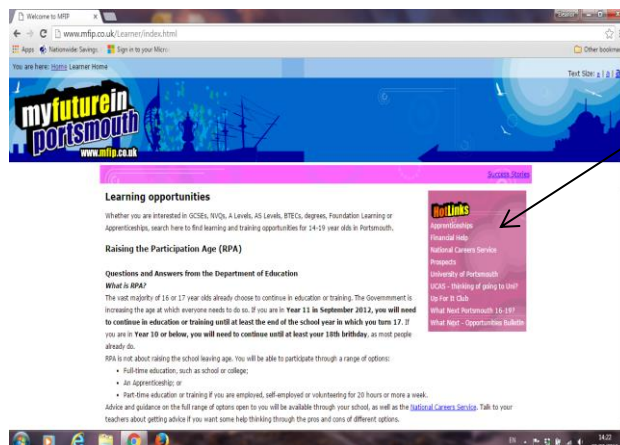 Welcome to MFIP
www.mfip.co.uk/Learner/index.html
Apps Nationwide Savings Sign in to your Micro Other bookmar
You are here: Home Learner Home
Text Size: a | a | a
myfuturein
portsmouth
www.mfip.co.uk
Success Stories
Learning opportunities
Whether you are interested in GCSEs, NVQs, A Levels, AS Levels, BTECs, degrees, Foundation Learning or
Apprenticeships, search here to find learning and training opportunities for 14-19 year olds in Portsmouth.
Raising the Participation Age (RPA)
Questions and Answers from the Department of Education
What is RPA?
The vast majority of 16 or 17 year olds already choose to continue in education or training. The Governmment is
increasing the age at which everyone needs to do so. If you are in Year 11 in September 2012, you will need
to continue in education or training until at least the end of the school year in which you turn 17. If
you are in Year 10 or below, you will need to continue until at least your 18th birthday, as most people
already do.
RPA is not about raising the school leaving age. You will be able to participate through a range of options:
• Full-time education, such as school or college;
• An Apprenticeship; or
• Part-time education or training if you are employed, self-employed or volunteering for 20 hours or more a week.
Advice and guidance on the full range of optons open to you will be available through your school, as well as the National Careers Service. Talk to your
teachers about getting advice if you want some help thinking through the pros and cons of different options.
HotLinks
Apprenticeships
Financial Help
National Careers Service
Prospects
University of Portsmouth
UCAS - thinking of going to Uni?
Up For It Club
What Next Portsmouth 16-19?
What Next - Opportunities Bulletin
EN
14:22